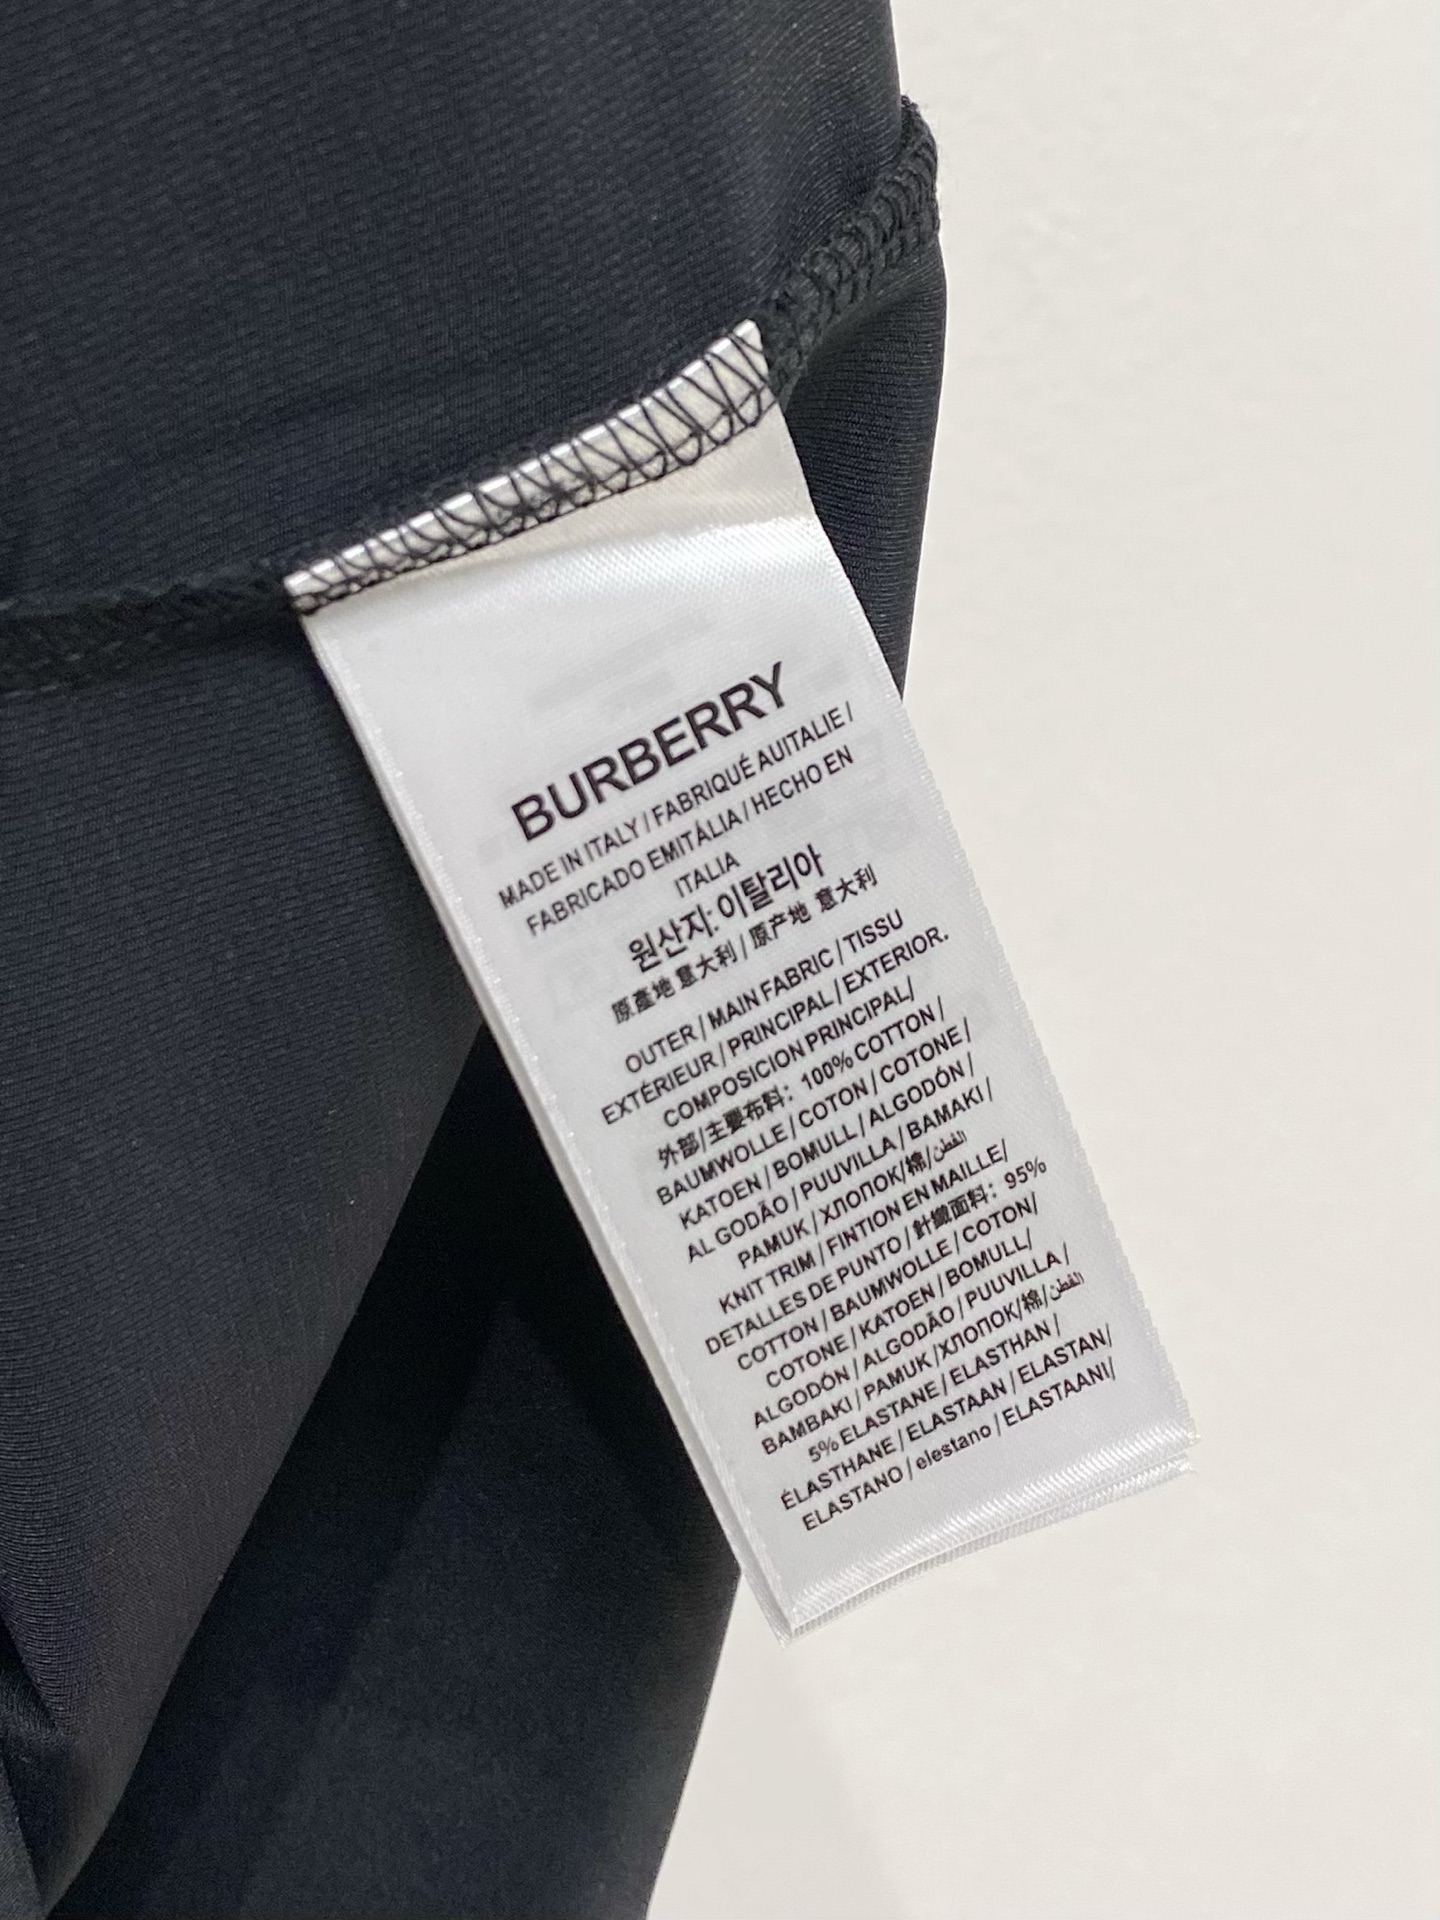 BURBERRY
MADE IN ITALY / FABRIQUÉ AUITALIE /
FABRICADO EMITÁLIA / HECHO EN
ITALIA
원산지: 이탈리아
原產地 意大利 / 原产地 意大利
OUTER / MAIN FABRIC / TISSU
EXTÉRIEUR / PRINCIPAL / EXTERIOR.
COMPOSICION PRINCIPAL/
外部/主要布料: 100% COTTON /
BAUMWOLLE / COTON / COTONE /
KATOEN / BOMULL / ALGODÓN /
ALGODÃO / PUUVILLA / BAMAKI /
PAMUK / ХЛОПОК/棉/القطن
KNIT TRIM / FINTION EN MAILLE/
DETALLES DE PUNTO / 針織面料: 95%
COTTON / BAUMWOLLE / COTON/
COTONE / KATOEN / BOMULL/
ALGODÓN / ALGODÃO / PUUVILLA /
BAMBAKI / PAMUK /ХЛОПОК/棉/القطن
5% ELASTANE / ELASTHAN /
ÉLASTHANE / ELASTAAN / ELASTAN/
ELASTANO / elestano / ELASTAANI/